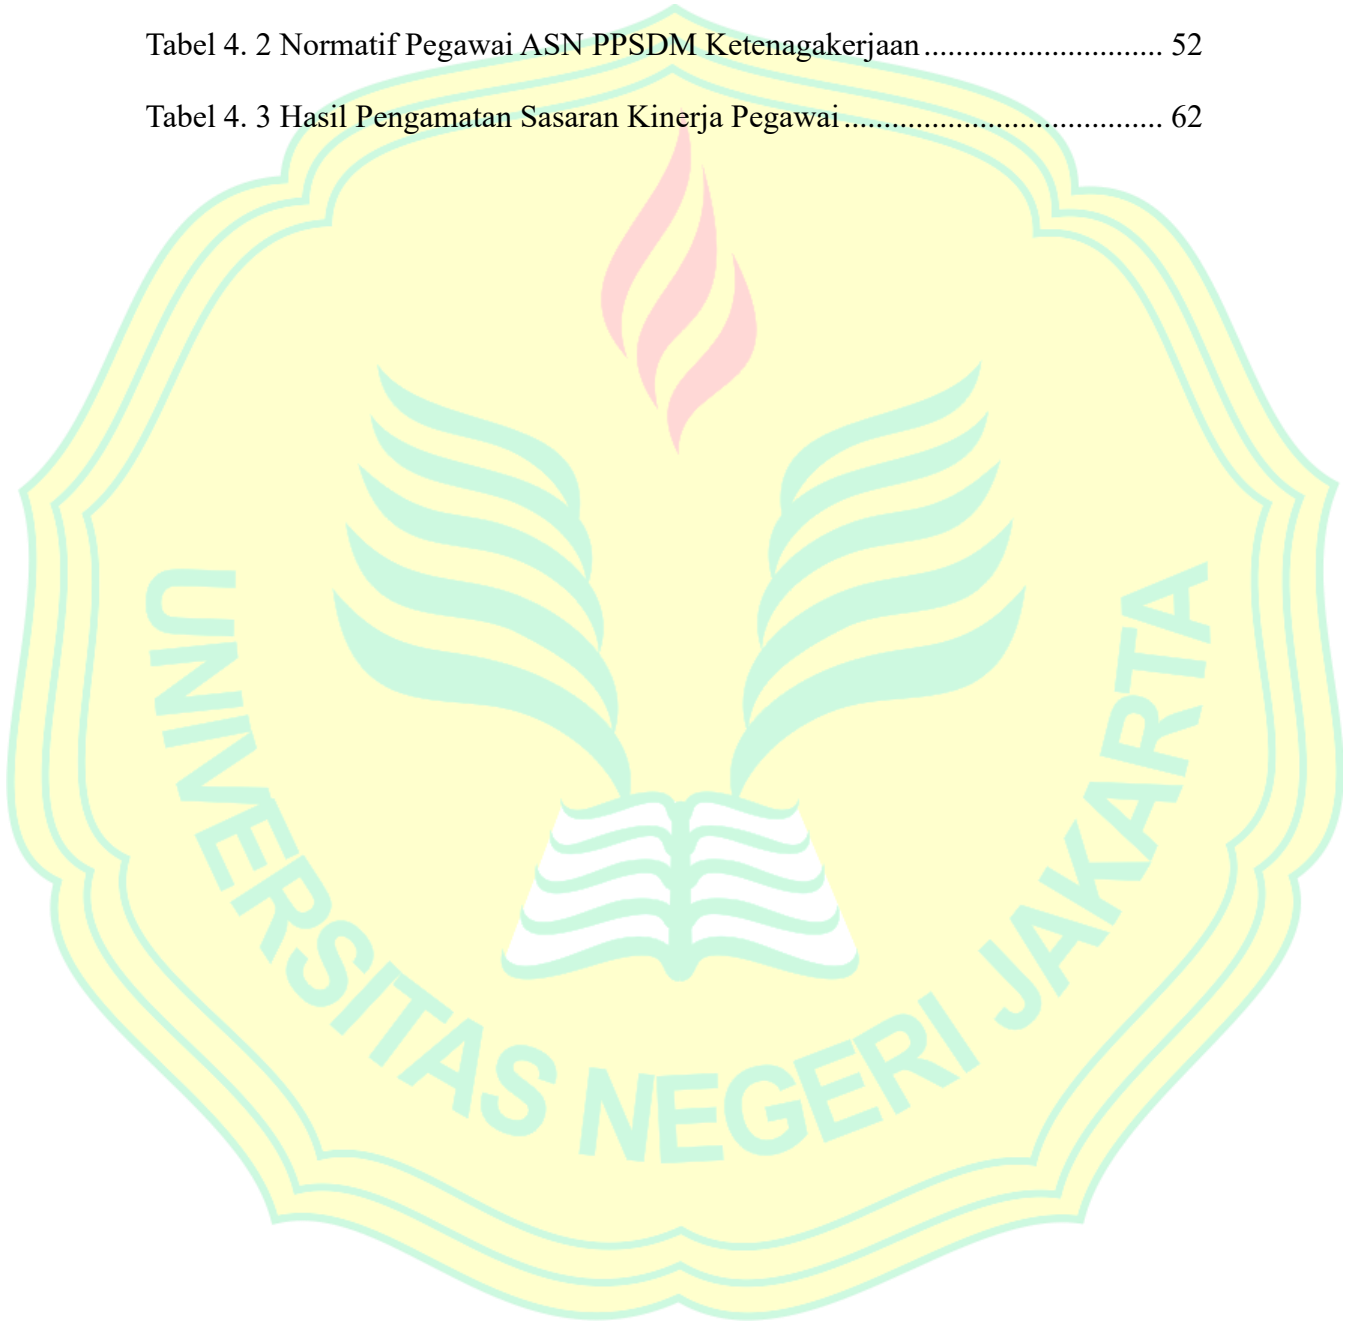 Tabel 4. 2 Normatif Pegawai ASN PPSDM Ketenagakerjaan.............................. 52
Tabel 4. 3 Hasil Pengamatan Sasaran Kinerja Pegawai........................................ 62
UNIVERSITAS NEGERI JAKARTA